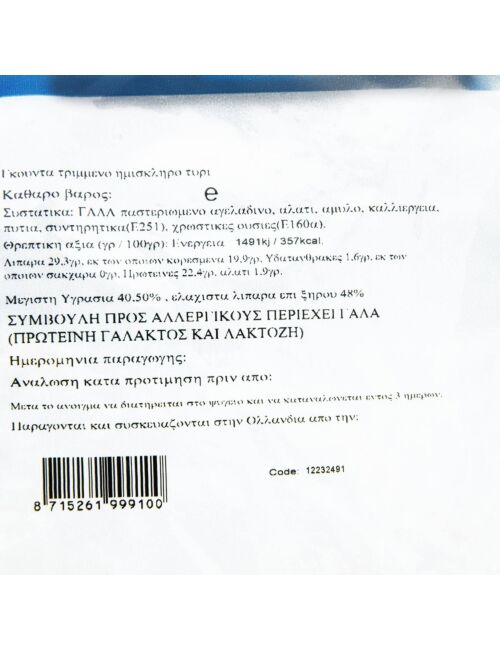 Γκουντα τριμμενο ημισκληρο τυρι
Καθαρο βαρος: e
Συστατικα: ΓΑΛΑ παστεριωμενο αγελαδινο, αλατι, αμυλο, καλλιεργεια,
πυτια, συντηρητικα(Ε251), χρωστικες ουσιες(Ε160α).
Θρεπτικη αξια (γρ / 100γρ): Ενεργεια 1491kj / 357kcal.
Λιπαρα 29.3γρ, εκ των οποιων κορεσμενα 19.9γρ, Υδατανθρακες 1.6γρ, εκ των
οποιων σακχαρα 0γρ, Πρωτεινες 22.4γρ, αλατι 1.9γρ.
Μεγιστη Υγρασια 40.50% , ελαχιστα λιπαρα επι ξηρου 48%
ΣΥΜΒΟΥΛΗ ΠΡΟΣ ΑΛΛΕΡΓΙΚΟΥΣ ΠΕΡΙΕΧΕΙ ΓΑΛΑ
(ΠΡΩΤΕΙΝΗ ΓΑΛΑΚΤΟΣ ΚΑΙ ΛΑΚΤΟΖΗ)
Ημερομηνια παραγωγης:
Αναλωση κατα προτιμηση πριν απο:
Μετα το ανοιγμα να διατηρειται στο ψυγειο και να καταναλωνεται εντος 3 ημερων.
Παραγονται και συσκευαζονται στην Ολλανδια απο την:
Code: 12232491
8 715261 999100